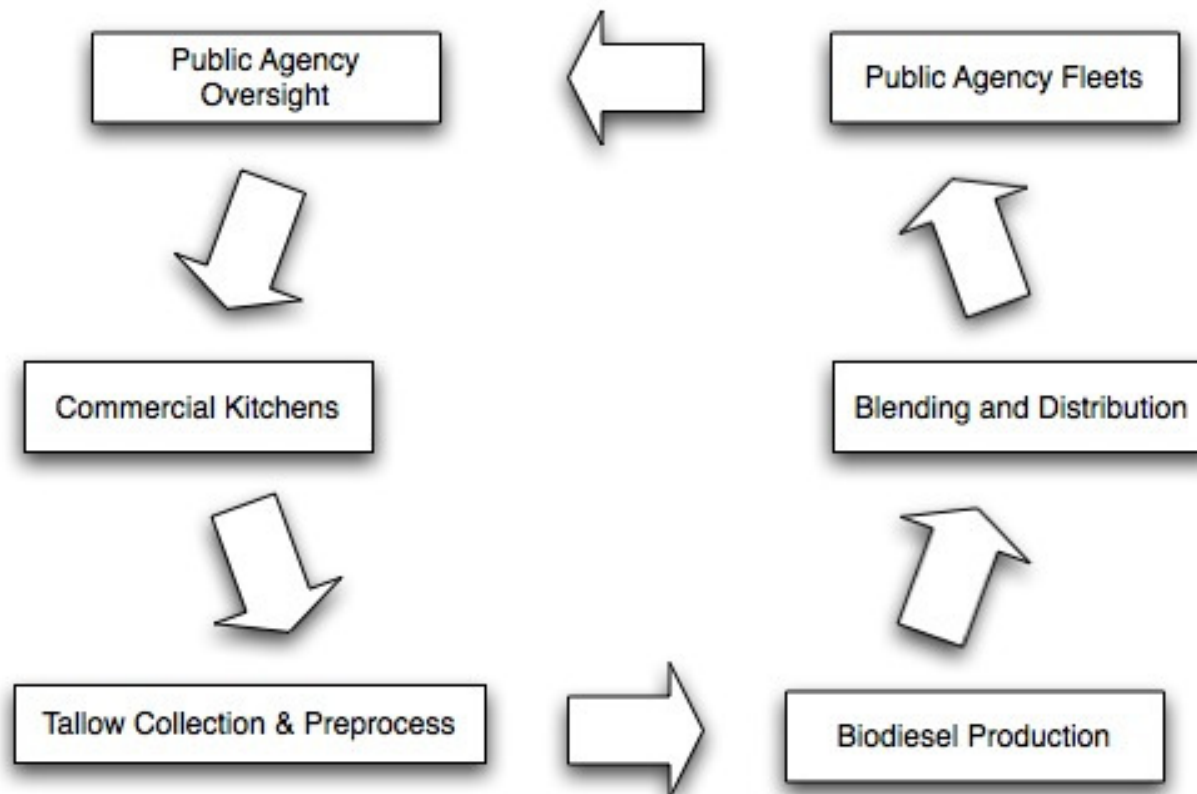 Public Agency
Oversight
Public Agency Fleets
Commercial Kitchens
Blending and Distribution
Tallow Collection & Preprocess
Biodiesel Production